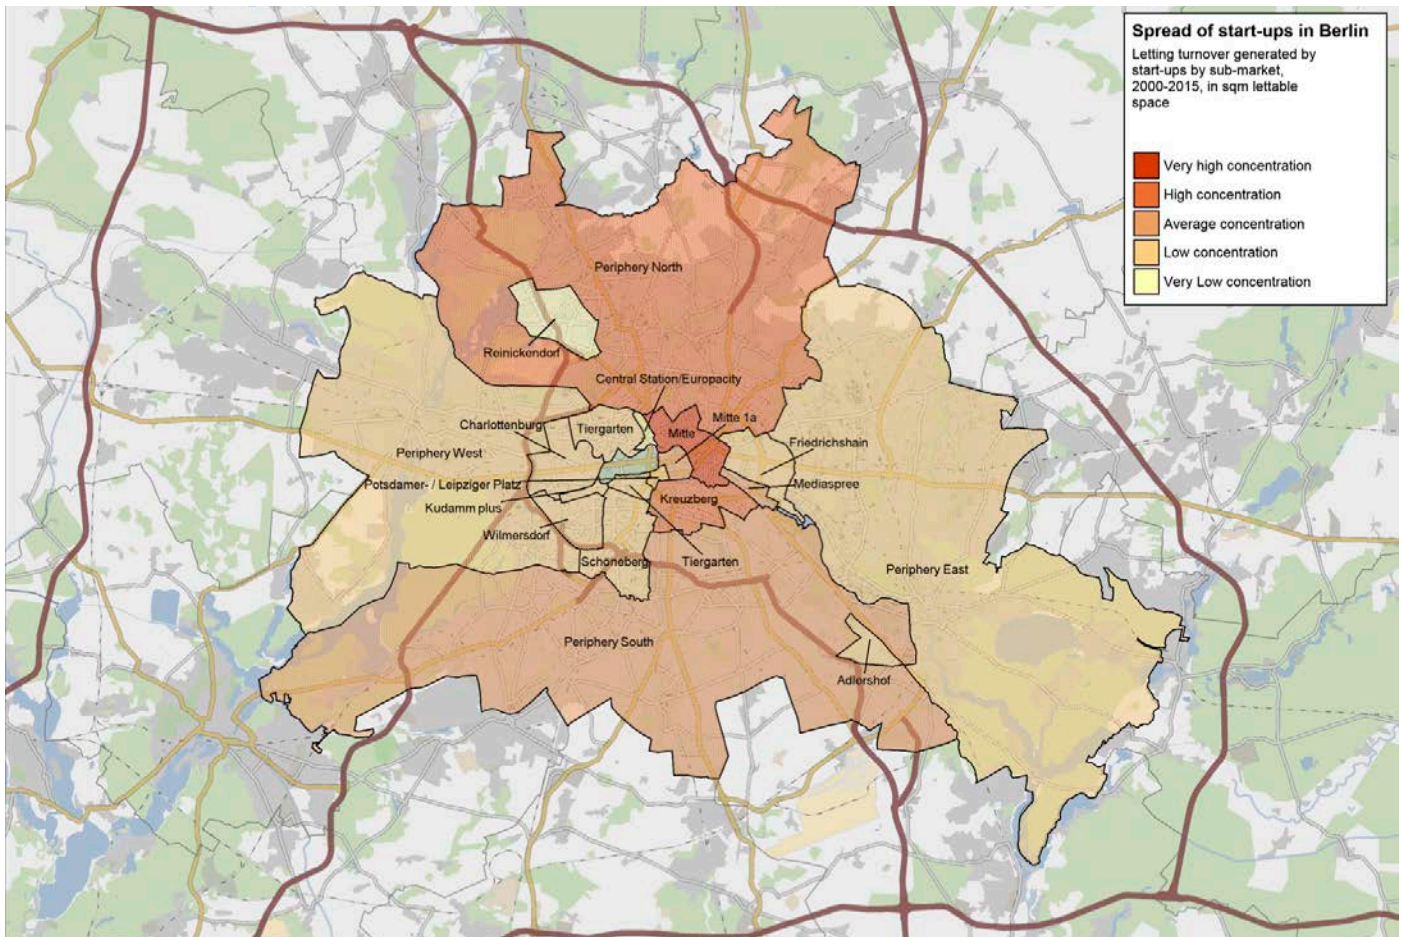 Spread of start-ups in Berlin
Letting turnover generated by
start-ups by sub-market,
2000-2015, in sqm lettable
space
Very high concentration
High concentration
Average concentration
Low concentration
Very Low concentration
Periphery North
Reinickendorf
Central Station/Europacity
Mitte 1a
Charlottenburg
Tiergarten
Mitte
Friedrichshain
Periphery West
Potsdamer- / Leipziger Platz
Mediaspree
Kreuzberg
Kudamm plus
Wilmersdorf
Schöneberg
Tiergarten
Periphery East
Periphery South
Adlershof